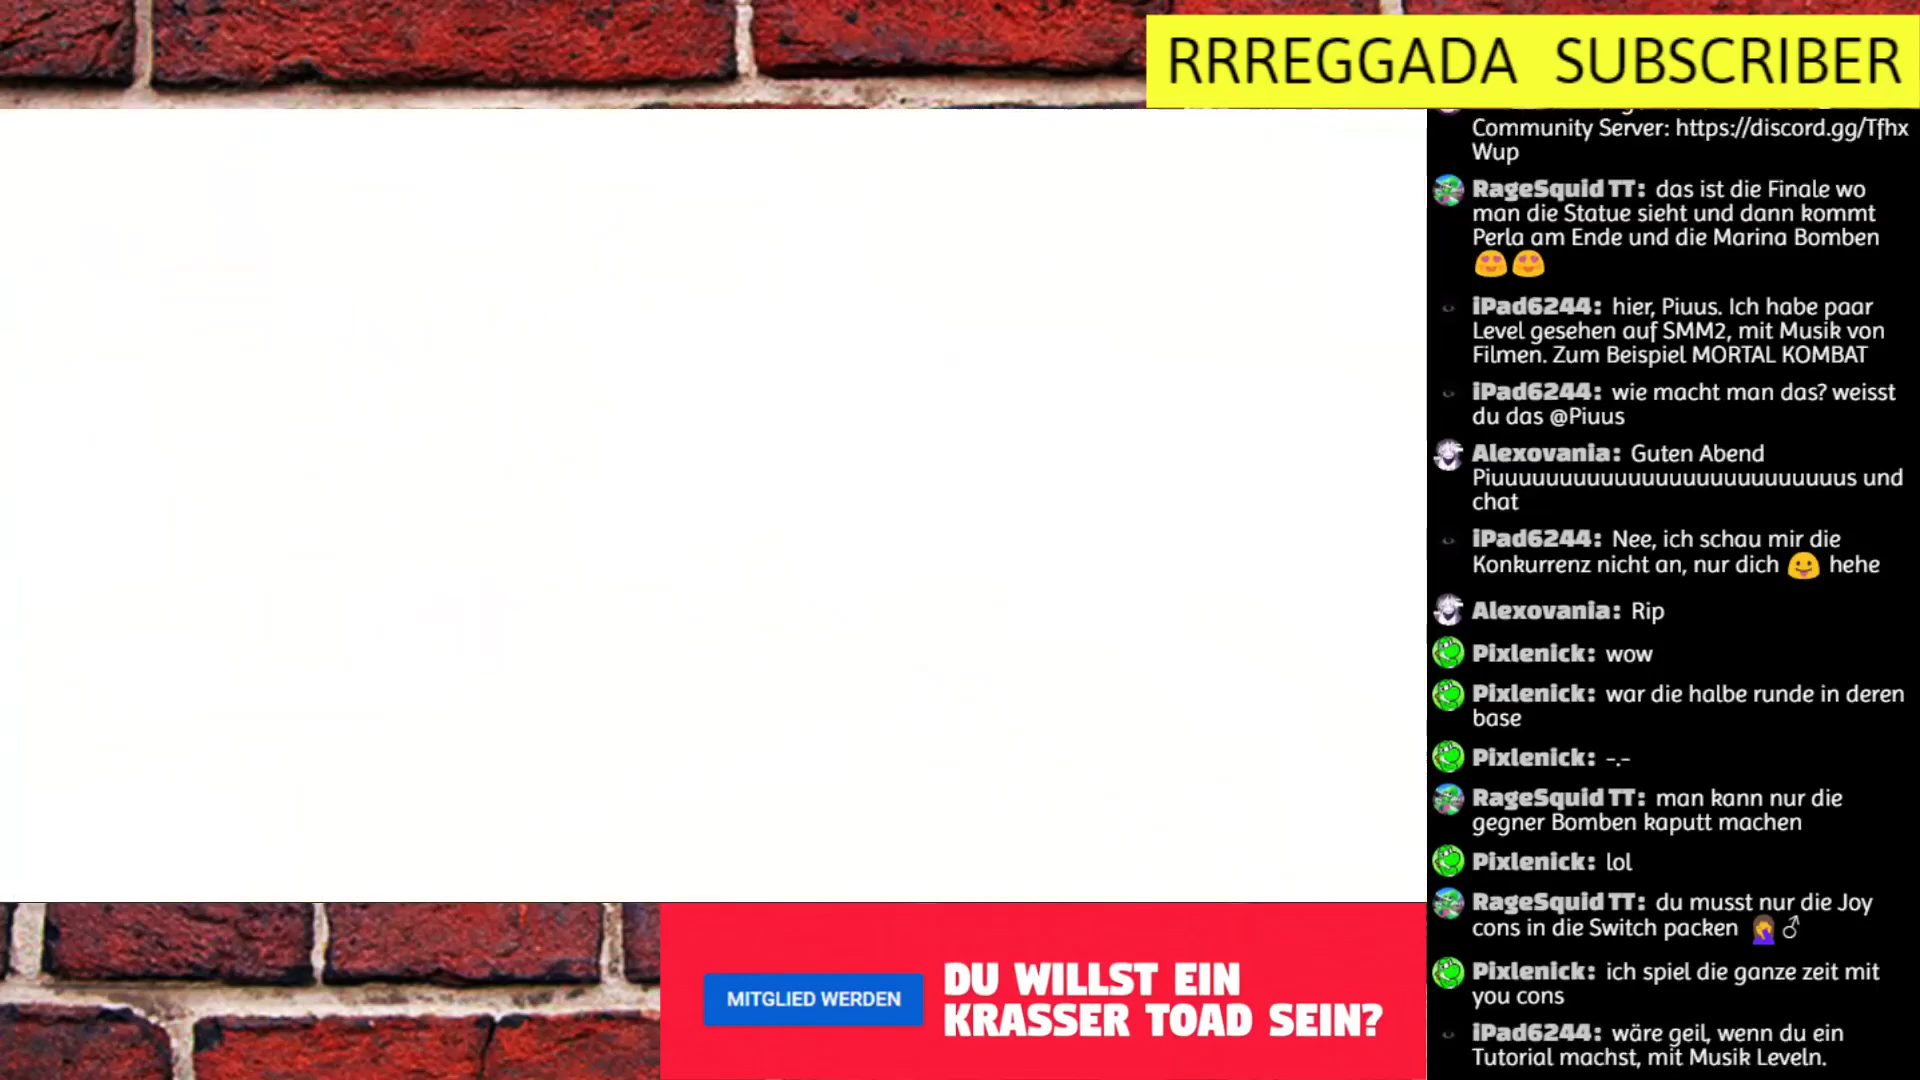 RRREGGADA SUBSCRIBER
Community Server: https://discord.gg/Tfhx
Wup
RageSquid TT: das ist die Finale wo
man die Statue sieht und dann kommt
Perla am Ende und die Marina Bomben
😍😍
iPad6244: hier, Piuus. Ich habe paar
Level gesehen auf SMM2, mit Musik von
Filmen. Zum Beispiel MORTAL KOMBAT
iPad6244: wie macht man das? weisst
du das @Piuus
Alexovania: Guten Abend
Piuuuuuuuuuuuuuuuuuuuuuuuuuus und
chat
iPad6244: Nee, ich schau mir die
Konkurrenz nicht an, nur dich 😛 hehe
Alexovania: Rip
Pixlenick: wow
Pixlenick: war die halbe runde in deren
base
Pixlenick: -.-
RageSquid TT: man kann nur die
gegner Bomben kaputt machen
Pixlenick: lol
RageSquid TT: du musst nur die Joy
cons in die Switch packen 🤦♂
Pixlenick: ich spiel die ganze zeit mit
you cons
iPad6244: wäre geil, wenn du ein
Tutorial machst, mit Musik Leveln.
MITGLIED WERDEN
DU WILLST EIN
KRASSER TOAD SEIN?